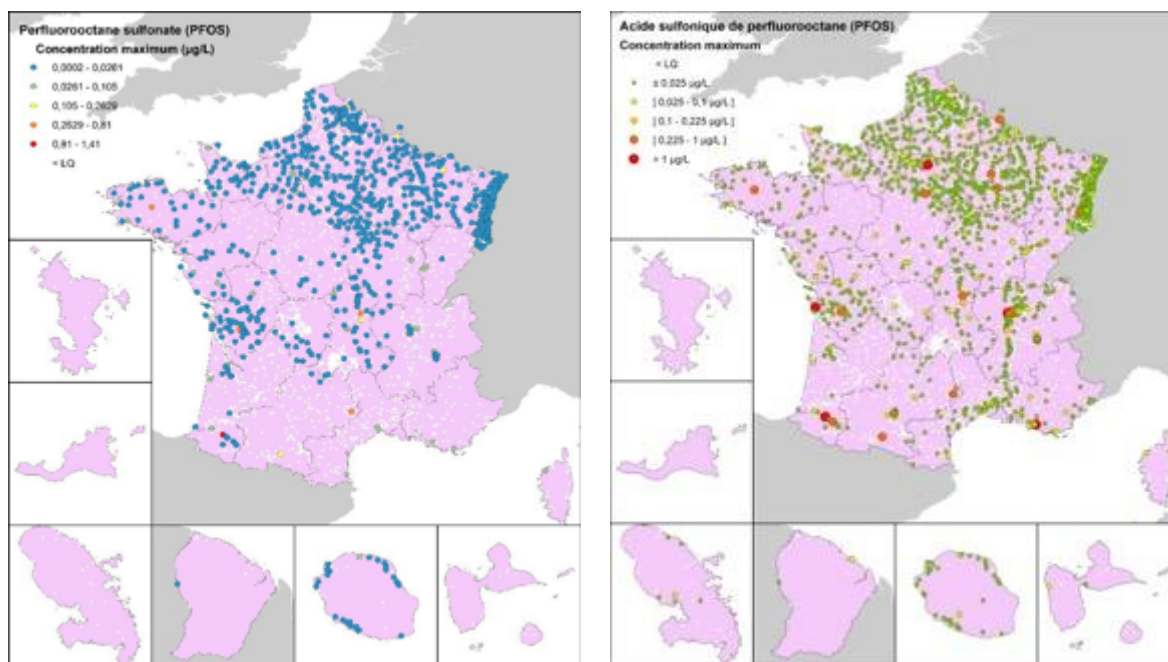 Perfluorooctane sulfonate (PFOS)
Concentration maximum (µg/L)
0,0002 - 0,0261
0,0261 - 0,105
0,105 - 0,2629
0,2629 - 0,81
0,81 - 1,41
< LQ
Acide sulfonique de perfluorooctane (PFOS)
Concentration maximum
< LQ
≤ 0,025 µg/L
] 0,025 - 0,1 µg/L ]
] 0,1 - 0,225 µg/L ]
] 0,225 - 1 µg/L ]
> 1 µg/L